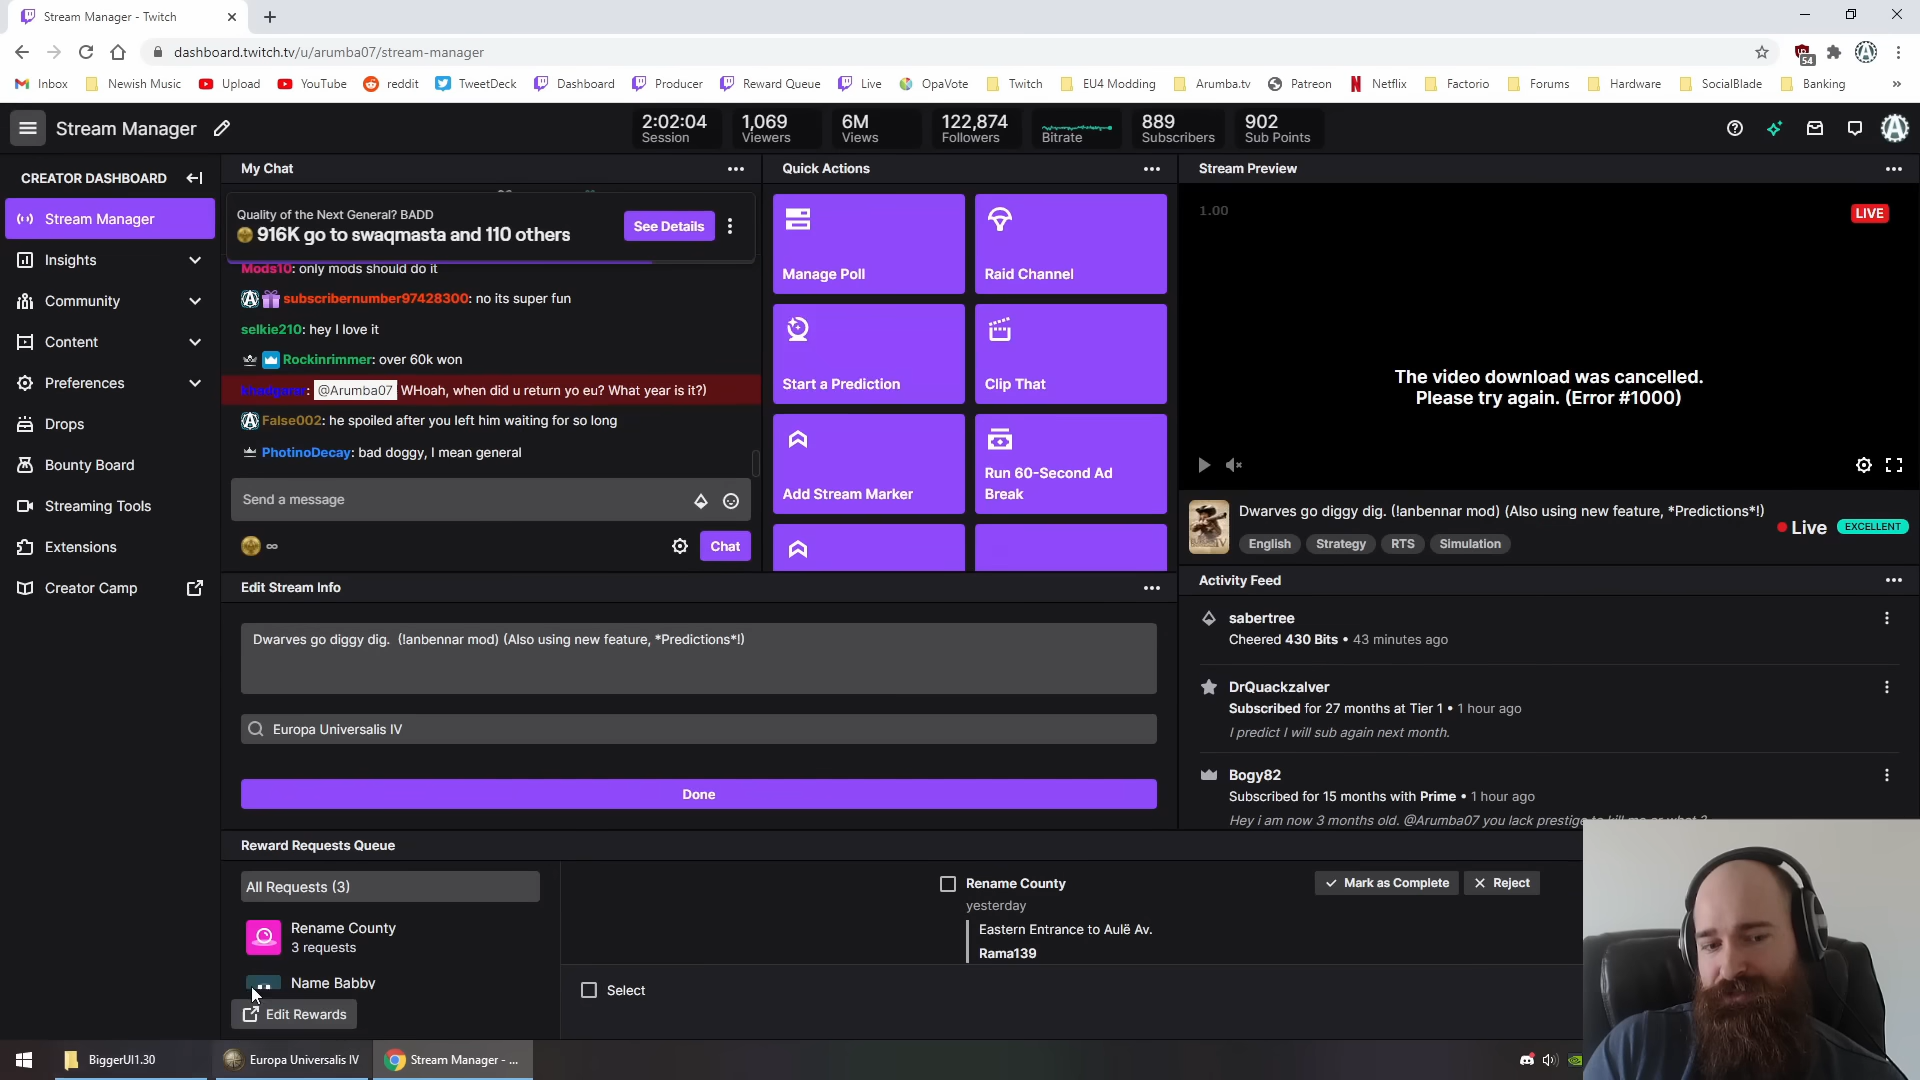 Stream Manager - Twitch
dashboard.twitch.tv/u/arumba07/stream-manager
54
Inbox
Newish Music
Upload
YouTube
reddit
TweetDeck
Dashboard
Producer
Reward Queue
Live
OpaVote
Twitch
EU4 Modding
Arumba.tv
Patreon
Netflix
Factorio
Forums
Hardware
SocialBlade
Banking
Stream Manager
2:02:04
Session
1,069
Viewers
6M
Views
122,874
Followers
Bitrate
889
Subscribers
902
Sub Points
CREATOR DASHBOARD
Stream Manager
Insights
Community
Content
Preferences
Drops
Bounty Board
Streaming Tools
Extensions
Creator Camp
My Chat
Quality of the Next General? BADD
916K go to swaqmasta and 110 others
See Details
Mods10: only mods should do it
subscribernumber97428300: no its super fun
selkie210: hey I love it
Rockinrimmer: over 60k won
@Arumba07 WHoah, when did u return yo eu? What year is it?)
False002: he spoiled after you left him waiting for so long
PhotinoDecay: bad doggy, I mean general
Send a message
∞
Chat
Quick Actions
Manage Poll
Raid Channel
Start a Prediction
Clip That
Add Stream Marker
Run 60-Second Ad
Break
Stream Preview
1.00
LIVE
The video download was cancelled.
Please try again. (Error #1000)
Dwarves go diggy dig. (!anbennar mod) (Also using new feature, *Predictions*!)
English
Strategy
RTS
Simulation
Live
EXCELLENT
Edit Stream Info
Dwarves go diggy dig.  (!anbennar mod) (Also using new feature, *Predictions*!)
Europa Universalis IV
Done
Activity Feed
sabertree
Cheered 430 Bits • 43 minutes ago
DrQuackzalver
Subscribed for 27 months at Tier 1 • 1 hour ago
I predict I will sub again next month.
Bogy82
Subscribed for 15 months with Prime • 1 hour ago
Hey i am now 3 months old. @Arumba07 you lack prestige to kill me or what ?
Reward Requests Queue
All Requests (3)
Rename County
3 requests
Name Babby
Edit Rewards
Rename County
yesterday
Eastern Entrance to Aulë Av.
Rama139
Mark as Complete
Reject
Select
BiggerUI1.30
Europa Universalis IV
Stream Manager - ...